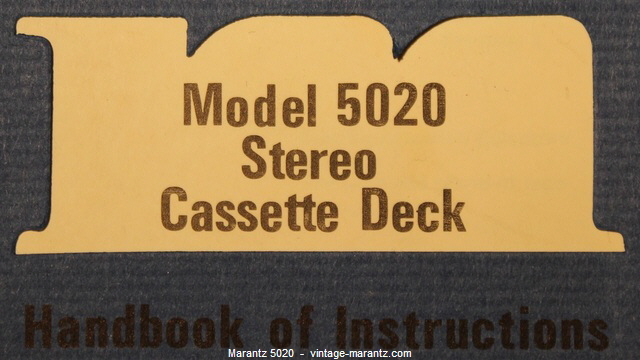 Model 5020
Stereo
Cassette Deck
Handbook of Instructions
Marantz 5020 - vintage-marantz.com